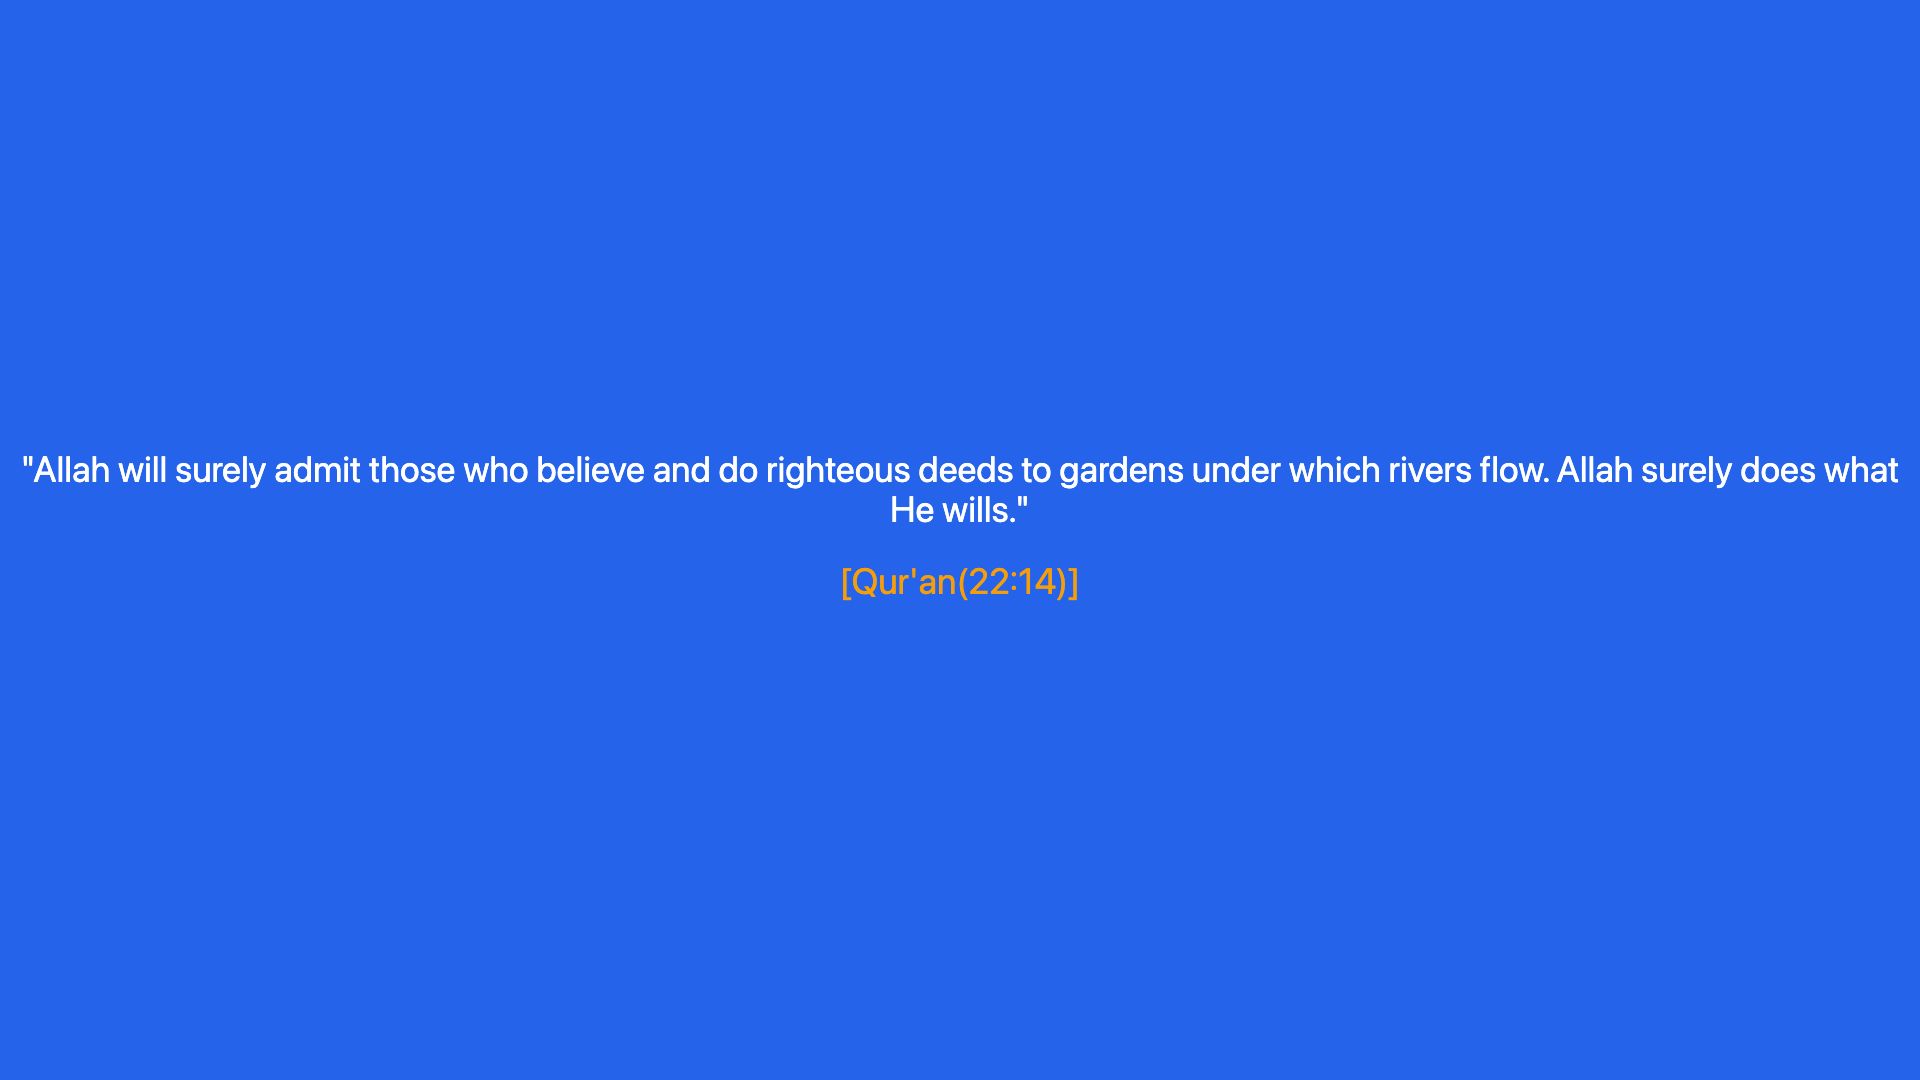 "Allah will surely admit those who believe and do righteous deeds to gardens under which rivers flow. Allah surely does what
He wills."
[Qur'an(22:14)]